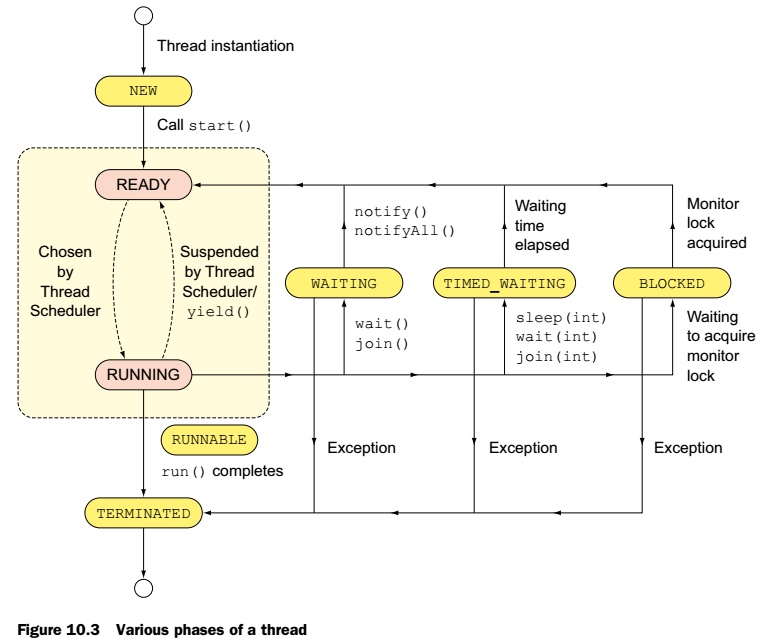 Thread instantiation
NEW
Call start()
READY
Chosen
by
Thread
Scheduler
Suspended
by Thread
Scheduler/
yield()
RUNNING
RUNNABLE
run() completes
TERMINATED
notify()
notifyAll()
WAITING
wait()
join()
Exception
Waiting
time
elapsed
TIMED_WAITING
sleep(int)
wait(int)
join(int)
Exception
Monitor
lock
acquired
BLOCKED
Waiting
to acquire
monitor
lock
Exception
Figure 10.3 Various phases of a thread